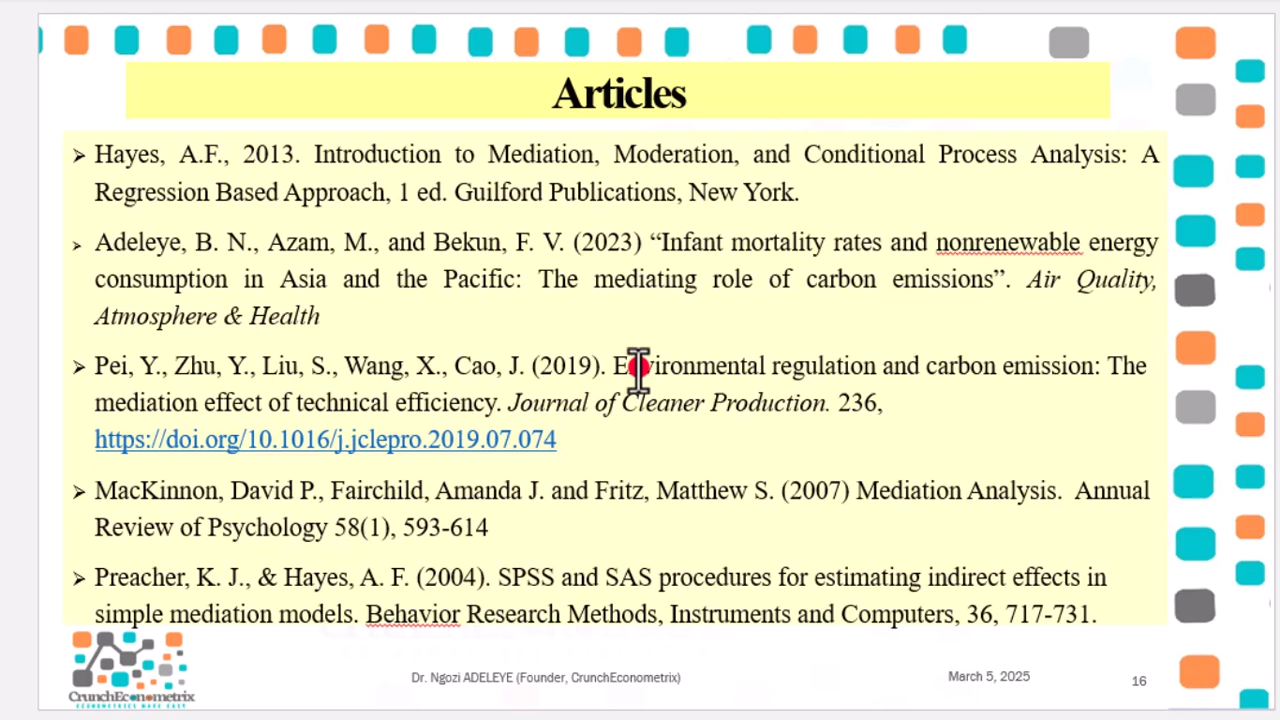 Articles
➢ Hayes, A.F., 2013. Introduction to Mediation, Moderation, and Conditional Process Analysis: A
Regression Based Approach, 1 ed. Guilford Publications, New York.
➢ Adeleye, B. N., Azam, M., and Bekun, F. V. (2023) “Infant mortality rates and nonrenewable energy
consumption in Asia and the Pacific: The mediating role of carbon emissions”. Air Quality,
Atmosphere & Health
➢ Pei, Y., Zhu, Y., Liu, S., Wang, X., Cao, J. (2019). Environmental regulation and carbon emission: The
mediation effect of technical efficiency. Journal of Cleaner Production. 236,
https://doi.org/10.1016/j.jclepro.2019.07.074
➢ MacKinnon, David P., Fairchild, Amanda J. and Fritz, Matthew S. (2007) Mediation Analysis. Annual
Review of Psychology 58(1), 593-614
➢ Preacher, K. J., & Hayes, A. F. (2004). SPSS and SAS procedures for estimating indirect effects in
simple mediation models. Behavior Research Methods, Instruments and Computers, 36, 717-731.
CrunchEconometrix
ECONOMETRICS MADE EASY
Dr. Ngozi ADELEYE (Founder, CrunchEconometrix)
March 5, 2025
16